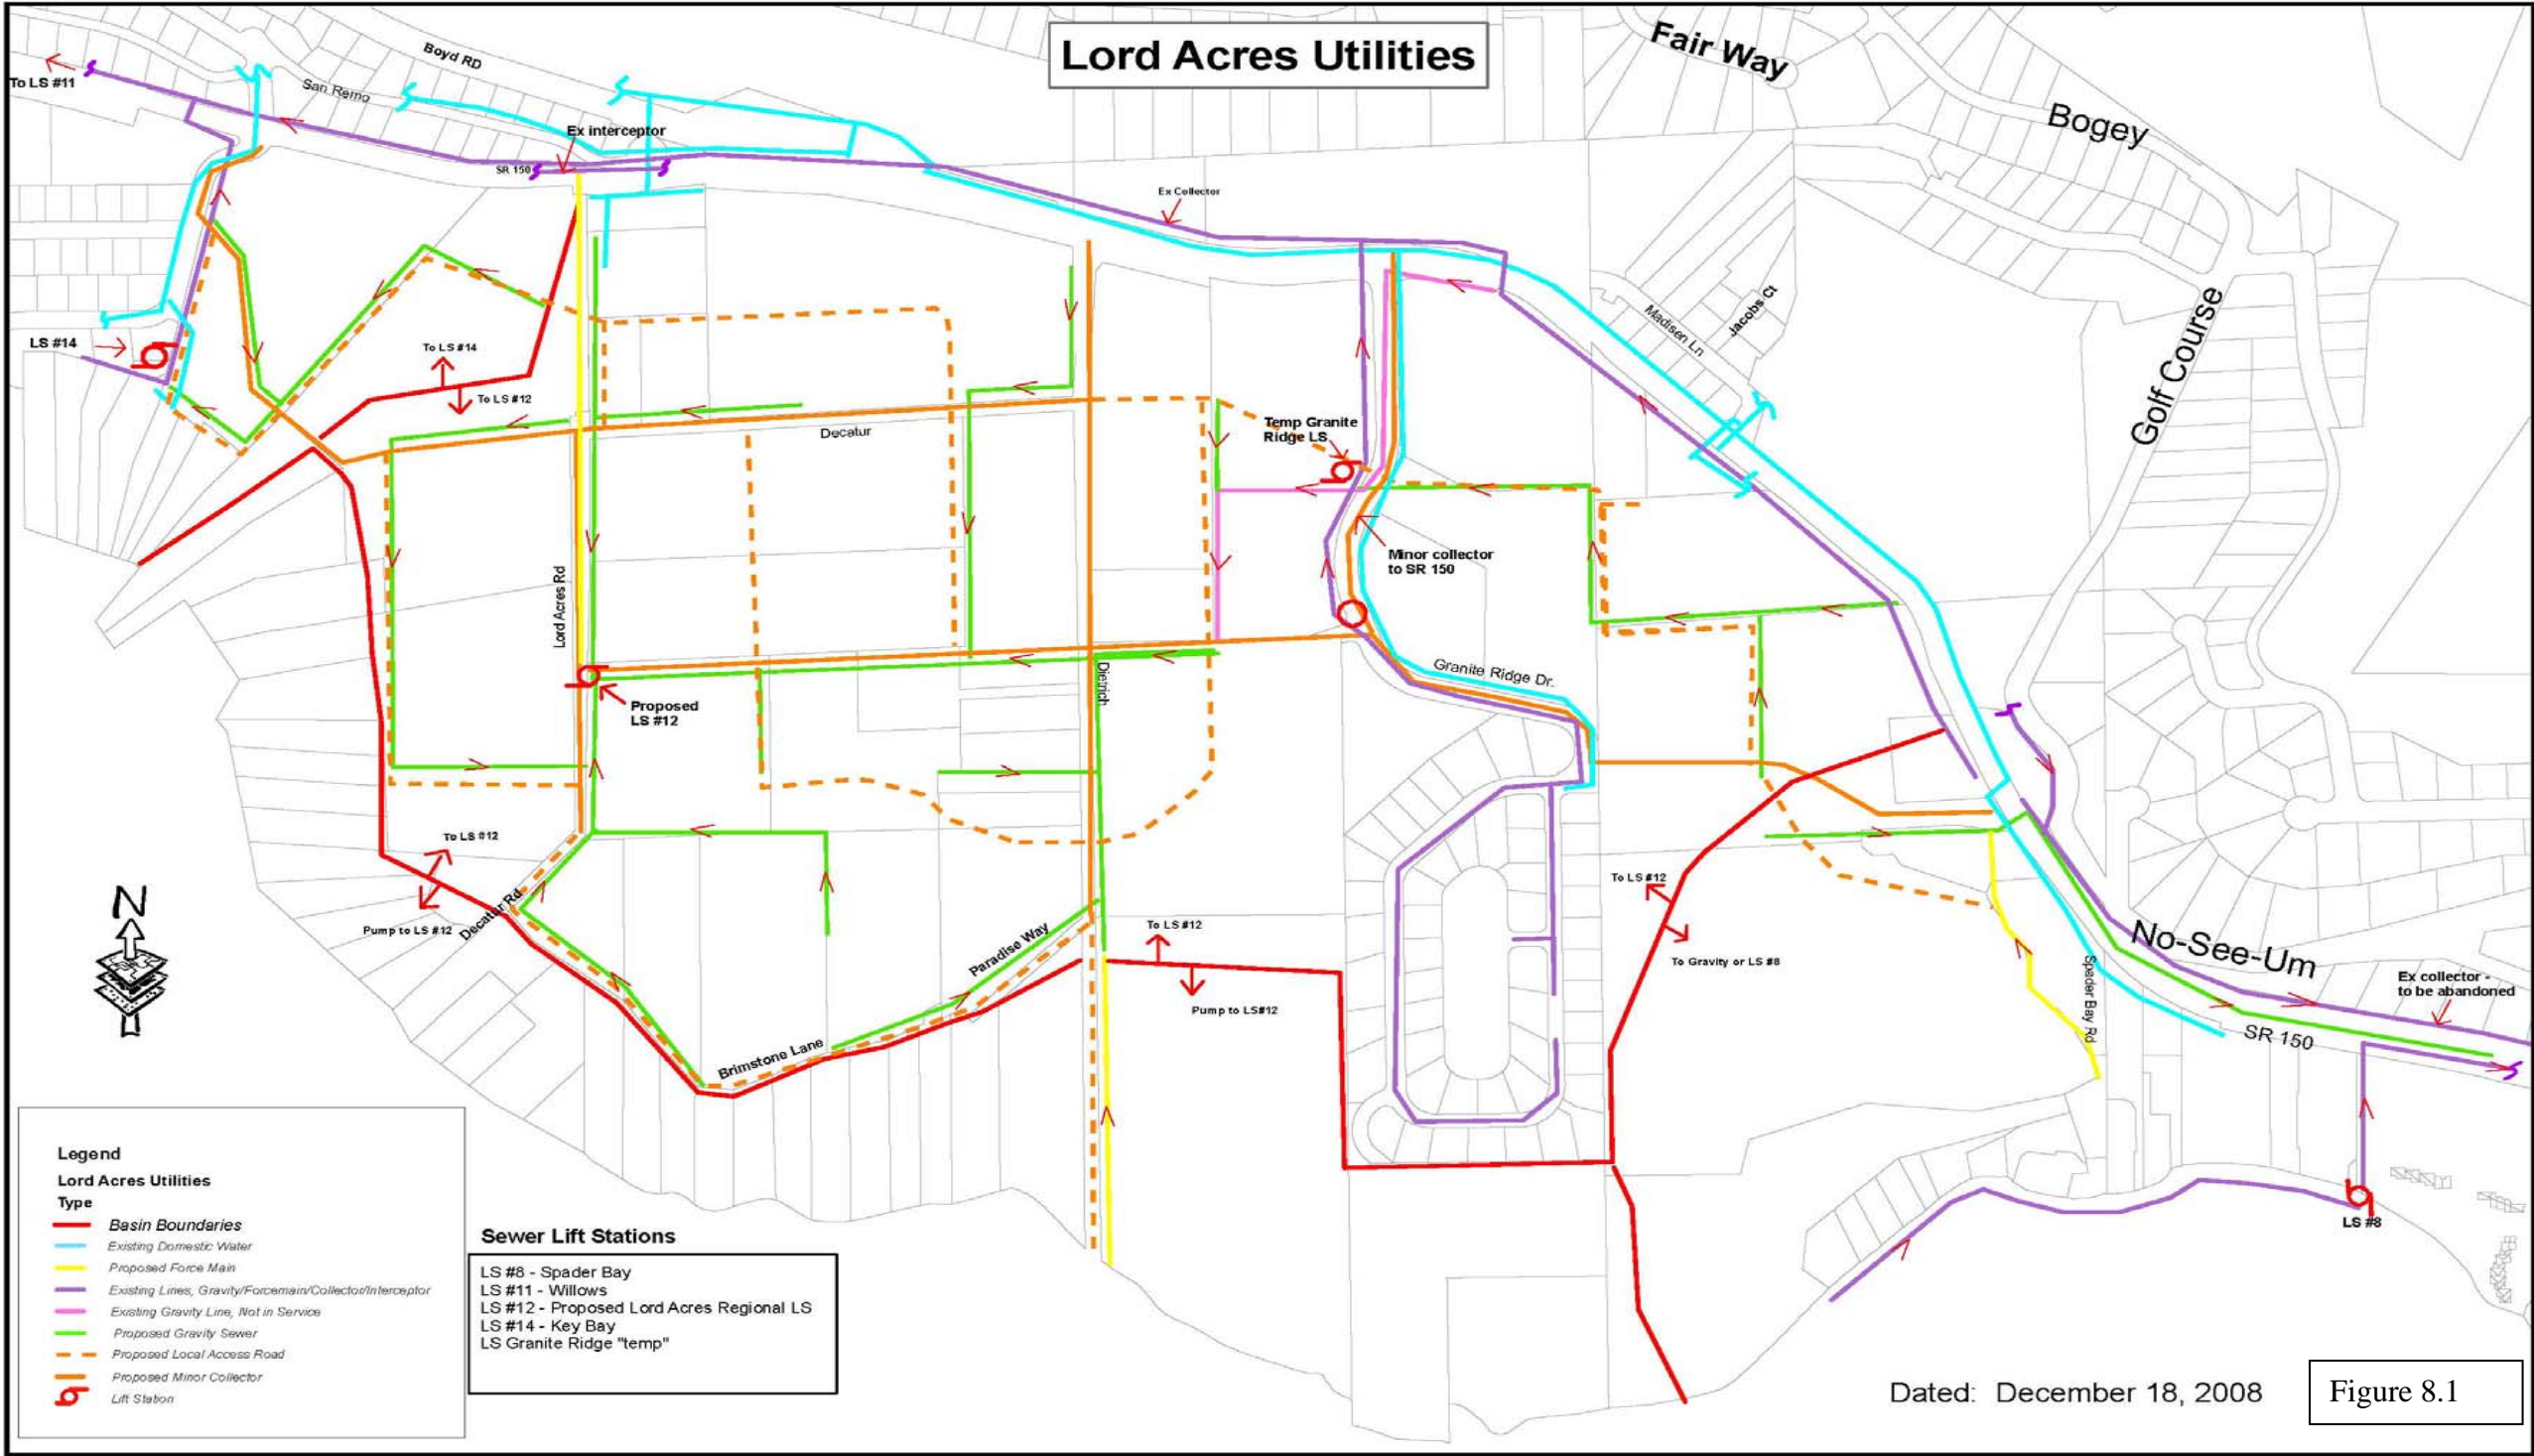 Lord Acres Utilities
Fair Way
Bogey
Boyd RD
To LS #11
San Remo
Ex interceptor
SR 150
Ex Collector
Golf Course
Jacobs Ct
Madisen Ln
LS #14
To LS #14
To LS #12
Temp Granite
Ridge LS
Decatur
Minor collector
to SR 150
Lord Acres Rd
Granite Ridge Dr.
Dietrich
Proposed
LS #12
To LS #12
Pump to LS #12
Decatur Rd
Paradise Way
To LS #12
Pump to LS#12
To LS #12
To Gravity or LS #8
No-See-Um
Spader Bay Rd
Ex collector -
to be abandoned
SR 150
Brimstone Lane
N
LS #8
Legend
Lord Acres Utilities
Type
Basin Boundaries
Existing Domestic Water
Proposed Force Main
Existing Lines, Gravity/Forcemain/Collector/Interceptor
Existing Gravity Line, Not in Service
Proposed Gravity Sewer
Proposed Local Access Road
Proposed Minor Collector
Lift Station
Sewer Lift Stations
LS #8 - Spader Bay
LS #11 - Willows
LS #12 - Proposed Lord Acres Regional LS
LS #14 - Key Bay
LS Granite Ridge "temp"
Dated: December 18, 2008
Figure 8.1